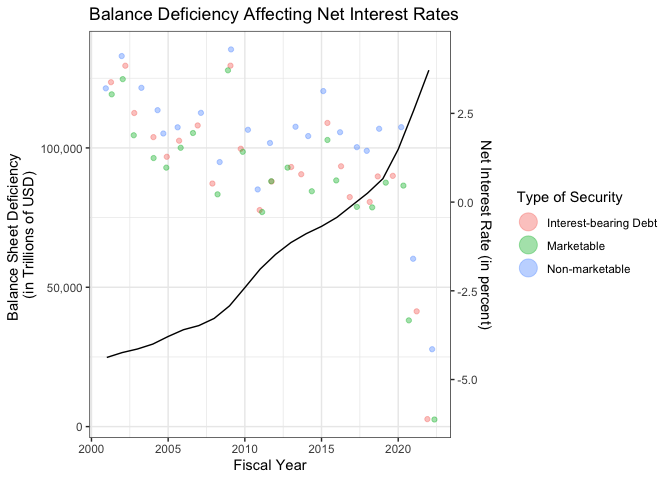 Balance Deficiency Affecting Net Interest Rates
Balance Sheet Deficiency
(in Trillions of USD)
100,000
50,000
0
2000
2005
2010
2015
2020
Fiscal Year
2.5
0.0
-2.5
-5.0
Net Interest Rate (in percent)
Type of Security
Interest-bearing Debt
Marketable
Non-marketable